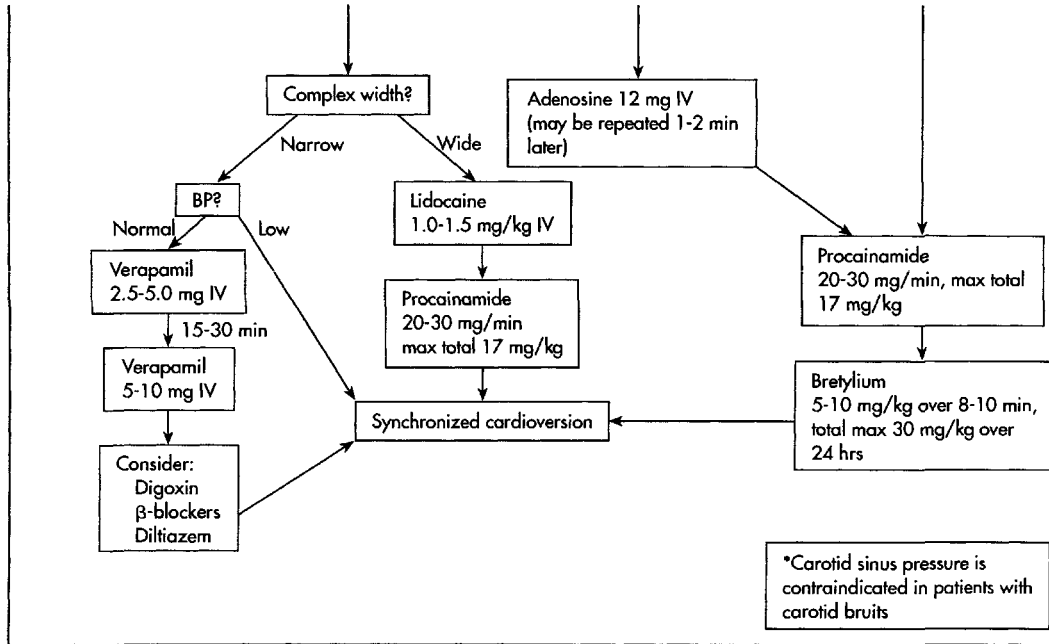 Complex width?
Narrow
Wide
BP?
Normal
Low
Verapamil
2.5-5.0 mg IV
15-30 min
Verapamil
5-10 mg IV
Consider:
Digoxin
β-blockers
Diltiazem
Lidocaine
1.0-1.5 mg/kg IV
Procainamide
20-30 mg/min
max total 17 mg/kg
Synchronized cardioversion
Adenosine 12 mg IV
(may be repeated 1-2 min
later)
Procainamide
20-30 mg/min, max total
17 mg/kg
Bretylium
5-10 mg/kg over 8-10 min,
total max 30 mg/kg over
24 hrs
*Carotid sinus pressure is
contraindicated in patients with
carotid bruits